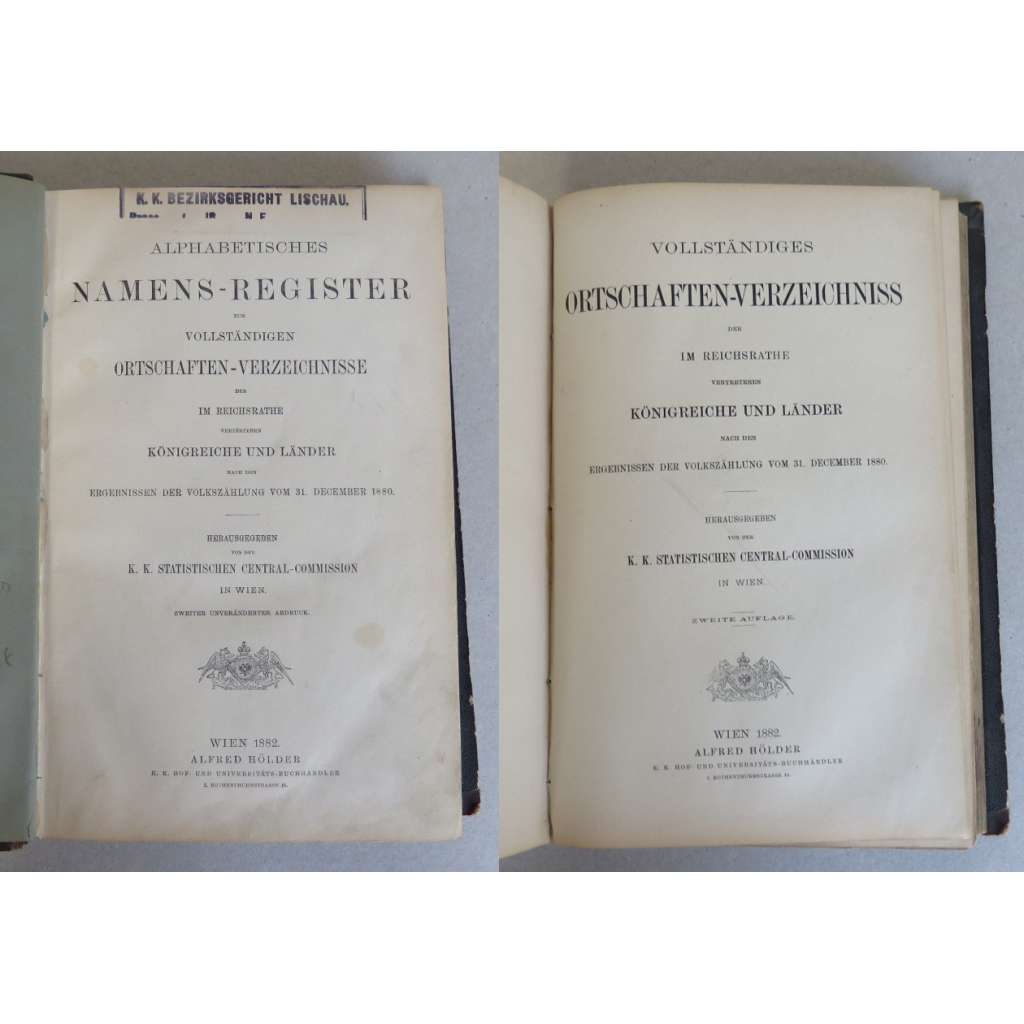 K. K. BEZIRKSGERICHT LISCHAU.
ALPHABETISCHES
NAMENS-REGISTER
ZUM
VOLLSTÄNDIGEN
ORTSCHAFTEN-VERZEICHNISSE
DER
IM REICHSRATHE
VERTRETENEN
KÖNIGREICHE UND LÄNDER
NACH DEN
ERGEBNISSEN DER VOLKSZÄHLUNG VOM 31. DECEMBER 1880.
HERAUSGEGEBEN
VON DER
K. K. STATISTISCHEN CENTRAL-COMMISSION
IN WIEN.
ZWEITER UNVERÄNDERTER ABDRUCK.
WIEN 1882.
ALFRED HÖLDER
K. K. HOF- UND UNIVERSITÄTS-BUCHHÄNDLER
I. ROTHENTHURMSTRASSE 15.
VOLLSTÄNDIGES
ORTSCHAFTEN-VERZEICHNISS
DER
IM REICHSRATHE
VERTRETENEN
KÖNIGREICHE UND LÄNDER
NACH DEN
ERGEBNISSEN DER VOLKSZÄHLUNG VOM 31. DECEMBER 1880.
HERAUSGEGEBEN
VON DER
K. K. STATISTISCHEN CENTRAL-COMMISSION
IN WIEN.
ZWEITE AUFLAGE.
WIEN 1882.
ALFRED HÖLDER
K. K. HOF- UND UNIVERSITÄTS-BUCHHÄNDLER
I. ROTHENTHURMSTRASSE 15.